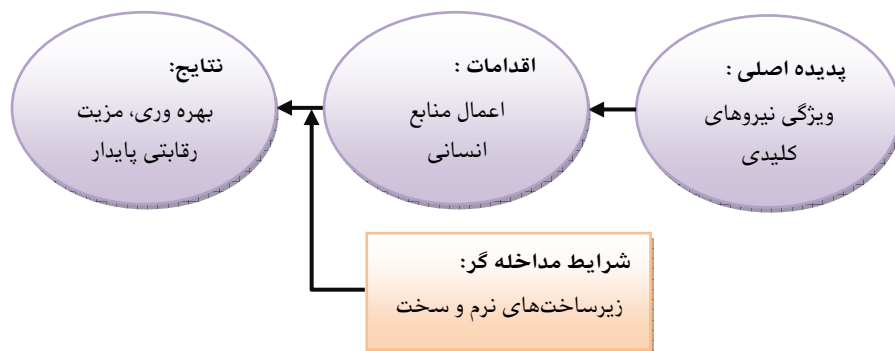 پدیده اصلی :
ویژگی نیروهای
کلیدی
اقدامات :
اعمال منابع
انسانی
نتایج:
بهره وری، مزیت
رقابتی پایدار
شرایط مداخله گر:
زیرساخت‌های نرم و سخت